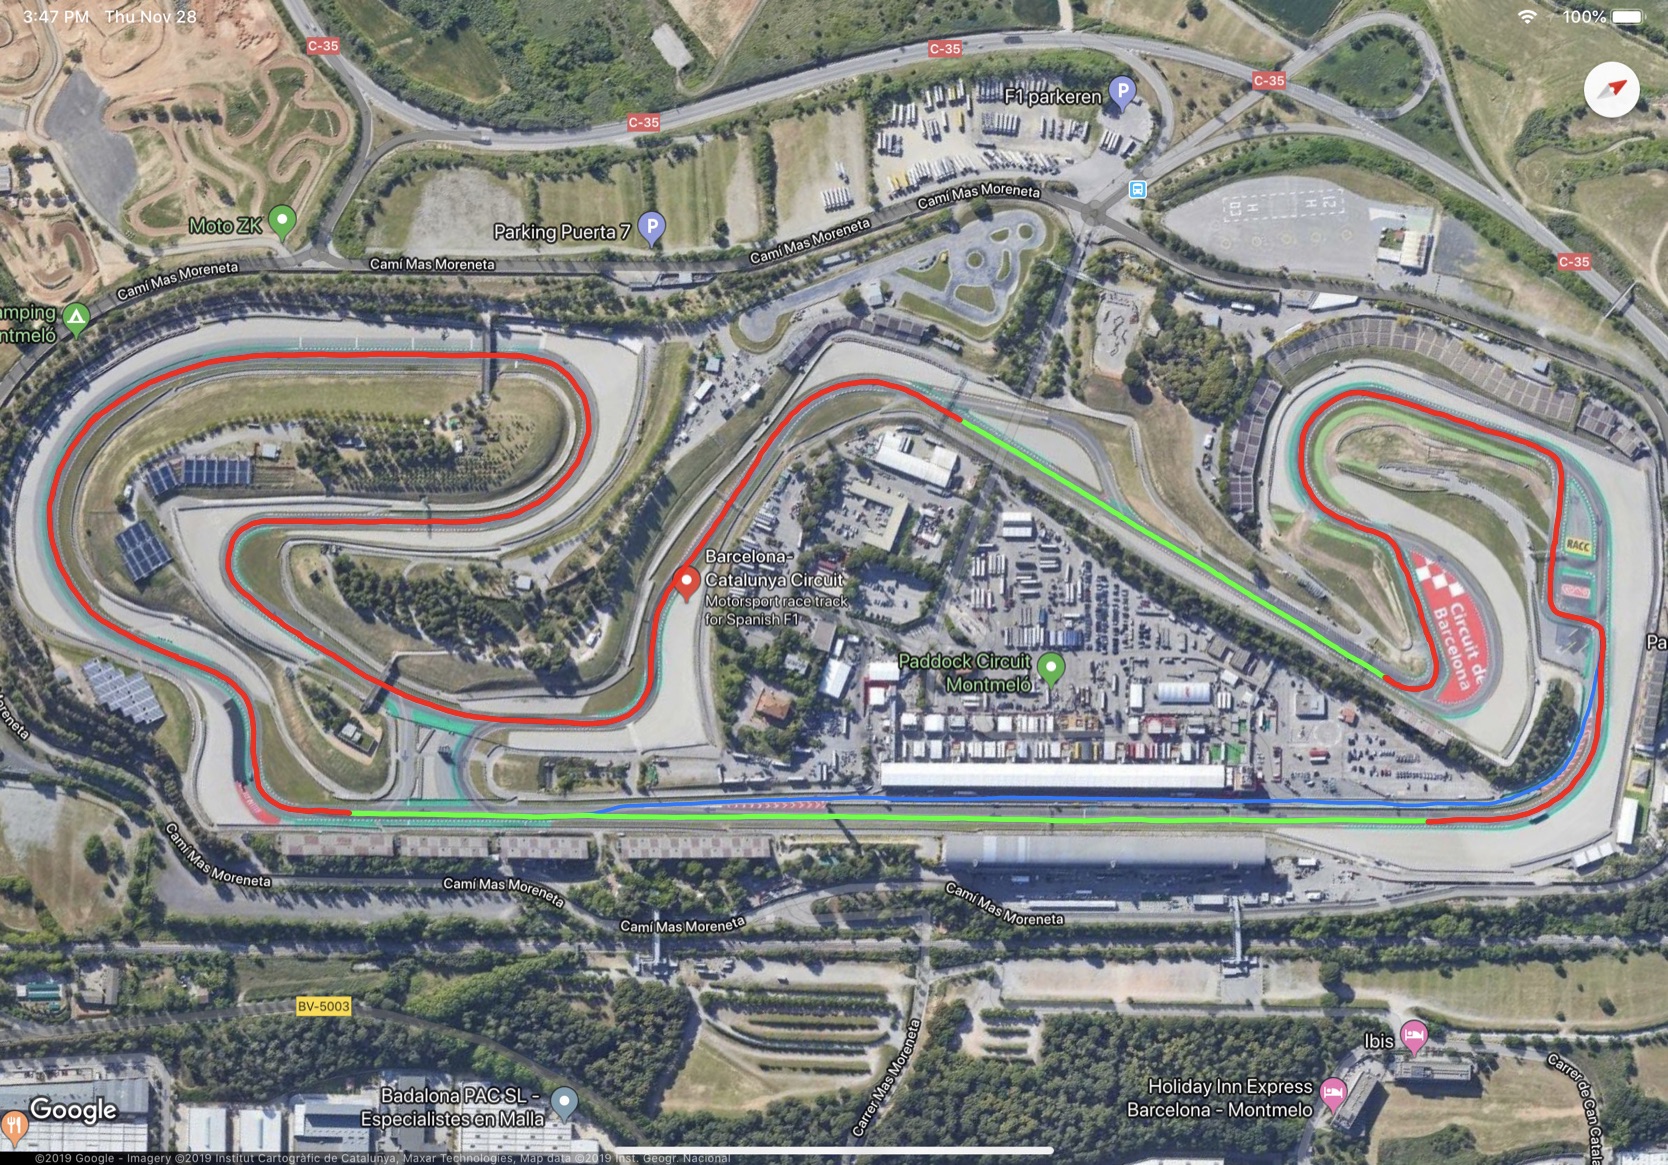 3:47 PM Thu Nov 28
100%
C-35
C-35
C-35
C-35
F1 parkeren
P
Moto ZK
Parking Puerta 7
P
Camí Mas Moreneta
Camí Mas Moreneta
Camí Mas Moreneta
Camí Mas Moreneta
C-35
amping
ntmeló
RACC
Barcelona-
Catalunya Circuit
Motorsport race track
for Spanish F1
Circuit de
Barcelona
Pa
Paddock Circuit
Montmeló
Moreneta
Camí Mas Moreneta
Camí Mas Moreneta
Camí Mas Moreneta
Camí Mas Moreneta
BV-5003
Carrer Mas Moreneta
Ibis
Holiday Inn Express
Barcelona - Montmelo
Carrer de Can Catala
Badalona PAC SL -
Especialistes en Malla
Google
©2019 Google - Imagery ©2019 Institut Cartogràfic de Catalunya, Maxar Technologies, Map data ©2019 Inst. Geogr. Nacional